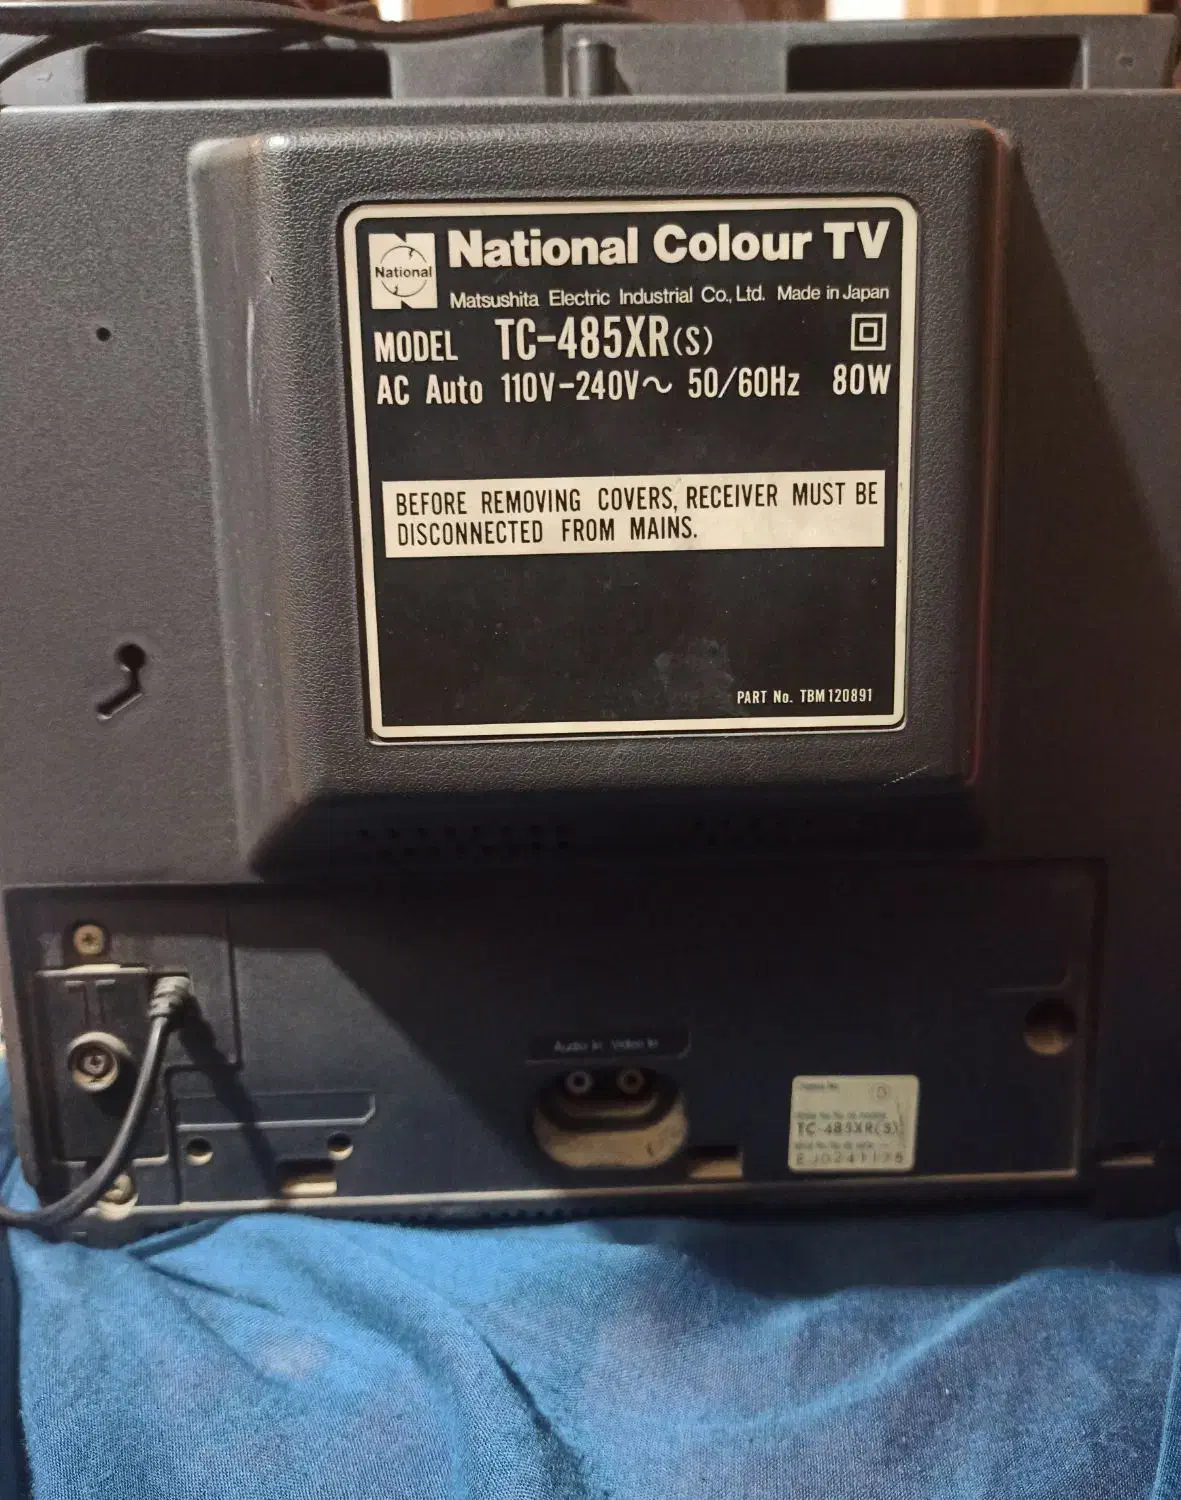 National
National Colour TV
Matsushita Electric Industrial Co., Ltd. Made in Japan
MODEL TC-485XR(S)
AC Auto 110V-240V~ 50/60Hz 80W
BEFORE REMOVING COVERS, RECEIVER MUST BE
DISCONNECTED FROM MAINS.
PART No. TBM120891
Audio In Video In
TC-485XR(S)